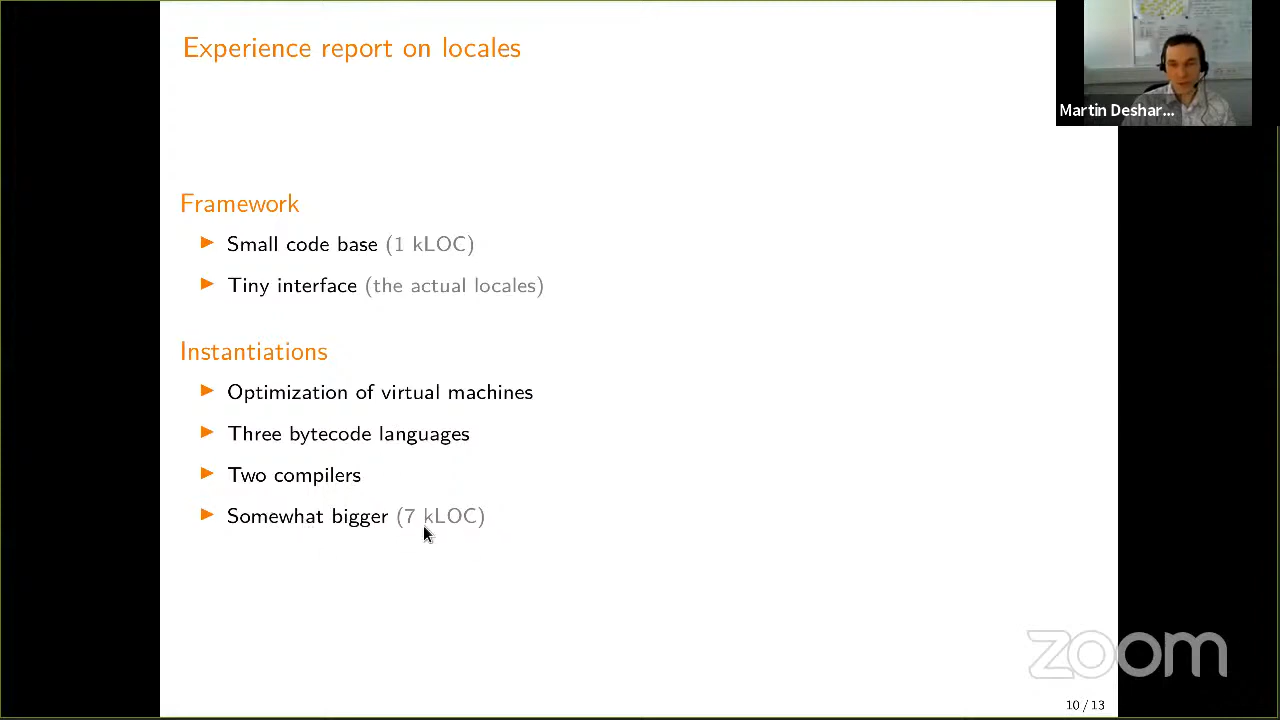 Experience report on locales
Martin Deshar...
Framework
Small code base (1 kLOC)
Tiny interface (the actual locales)
Instantiations
Optimization of virtual machines
Three bytecode languages
Two compilers
Somewhat bigger (7 kLOC)
zoom
10 / 13